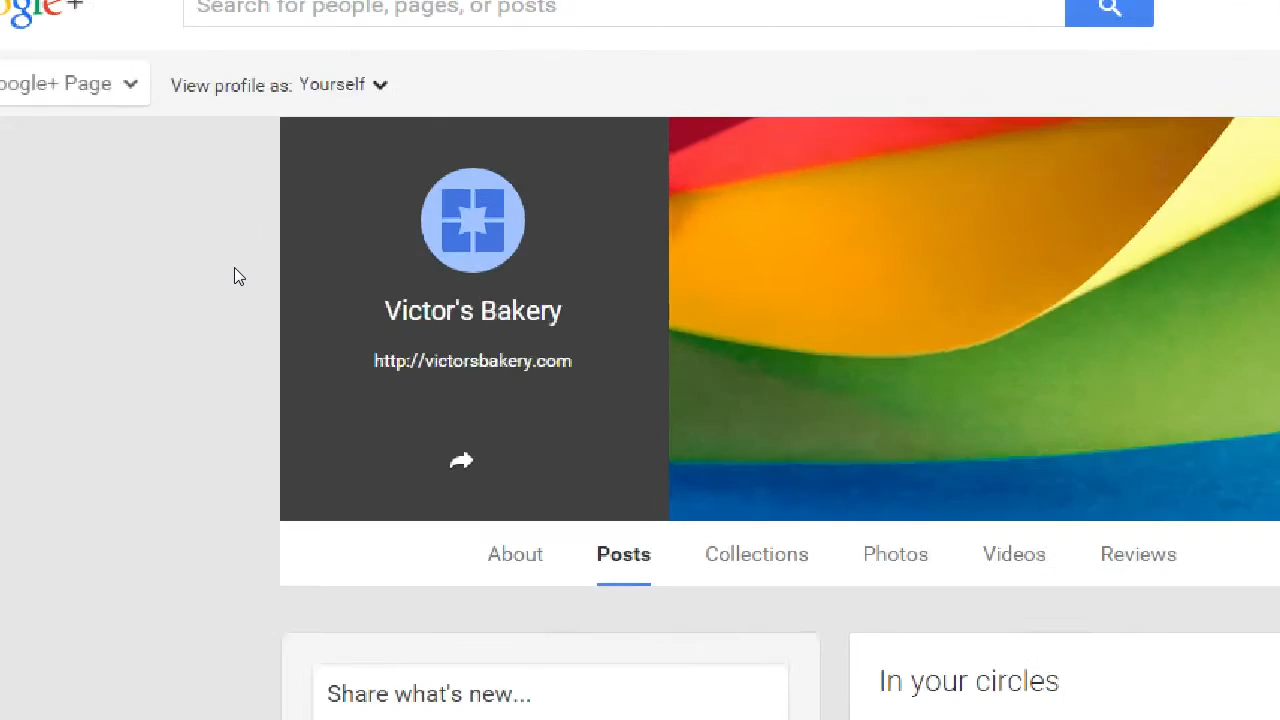 ogle+
Search for people, pages, or posts
oogle+ Page
View profile as: Yourself
Victor's Bakery
http://victorsbakery.com
About Posts Collections Photos Videos Reviews
Share what's new...
In your circles